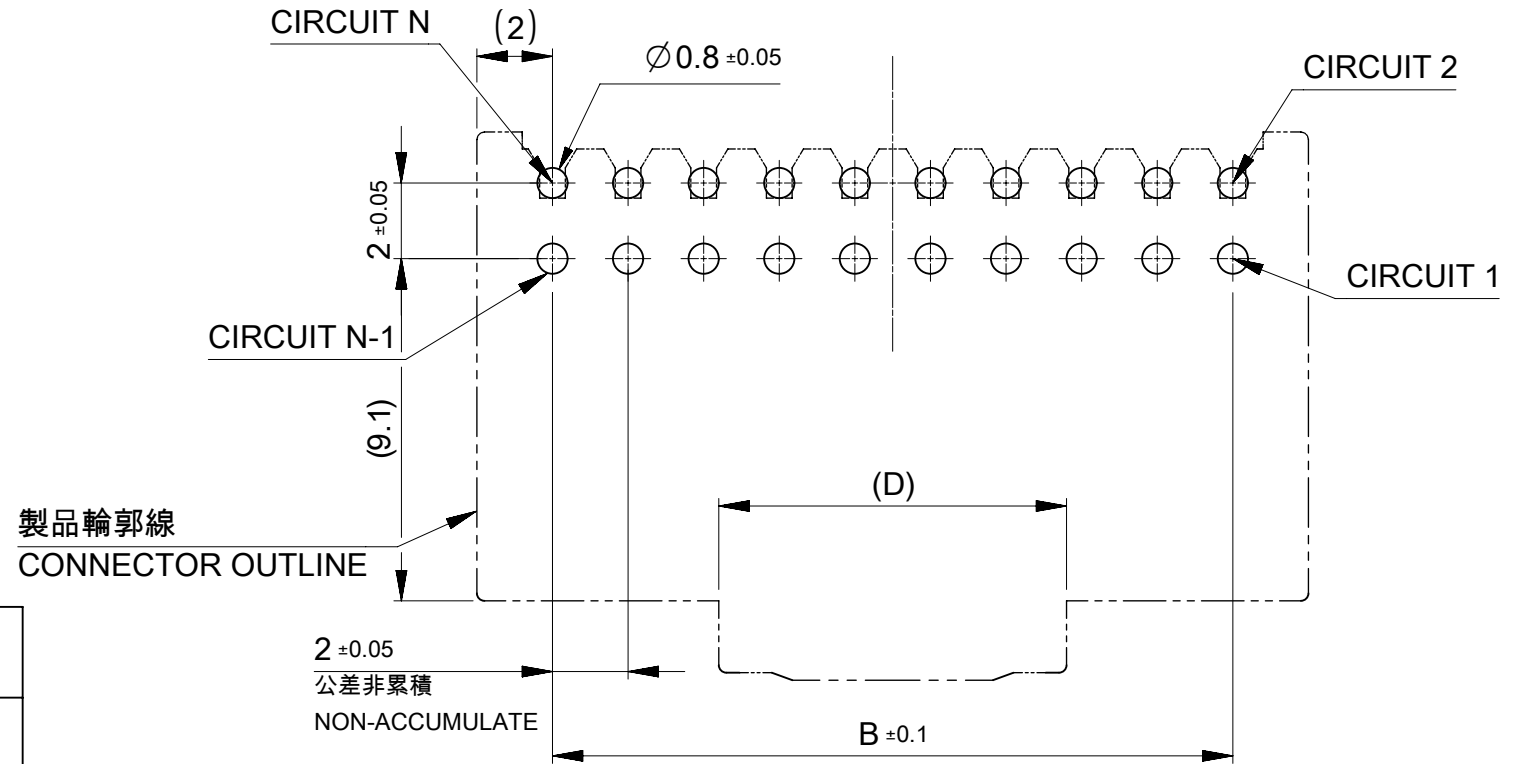 CIRCUIT N
(2)
∅0.8 ±0.05
CIRCUIT 2
2 ±0.05
CIRCUIT 1
CIRCUIT N-1
(9.1)
(D)
製品輪郭線
CONNECTOR OUTLINE
2 ±0.05
公差非累積
NON-ACCUMULATE
B ±0.1